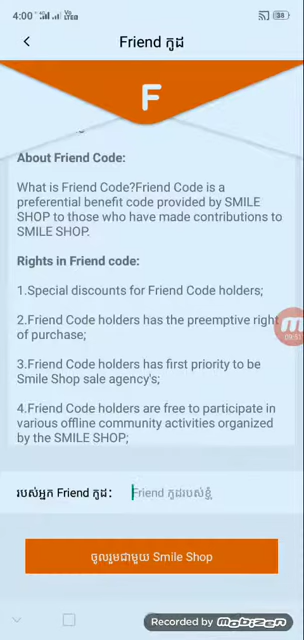 4:00
38
Friend កូដ
F
About Friend Code:
What is Friend Code?Friend Code is a
preferential benefit code provided by SMILE
SHOP to those who have made contributions to
SMILE SHOP.
Rights in Friend code:
1.Special discounts for Friend Code holders;
2.Friend Code holders has the preemptive right
of purchase;
09:51
3.Friend Code holders has first priority to be
Smile Shop sale agency's;
4.Friend Code holders are free to participate in
various offline community activities organized
by the SMILE SHOP;
របស់អ្នក Friend កូដ: Friend កូដរបស់ខ្ញុំ
ចូលរួមជាមួយ Smile Shop
Recorded by mobizen